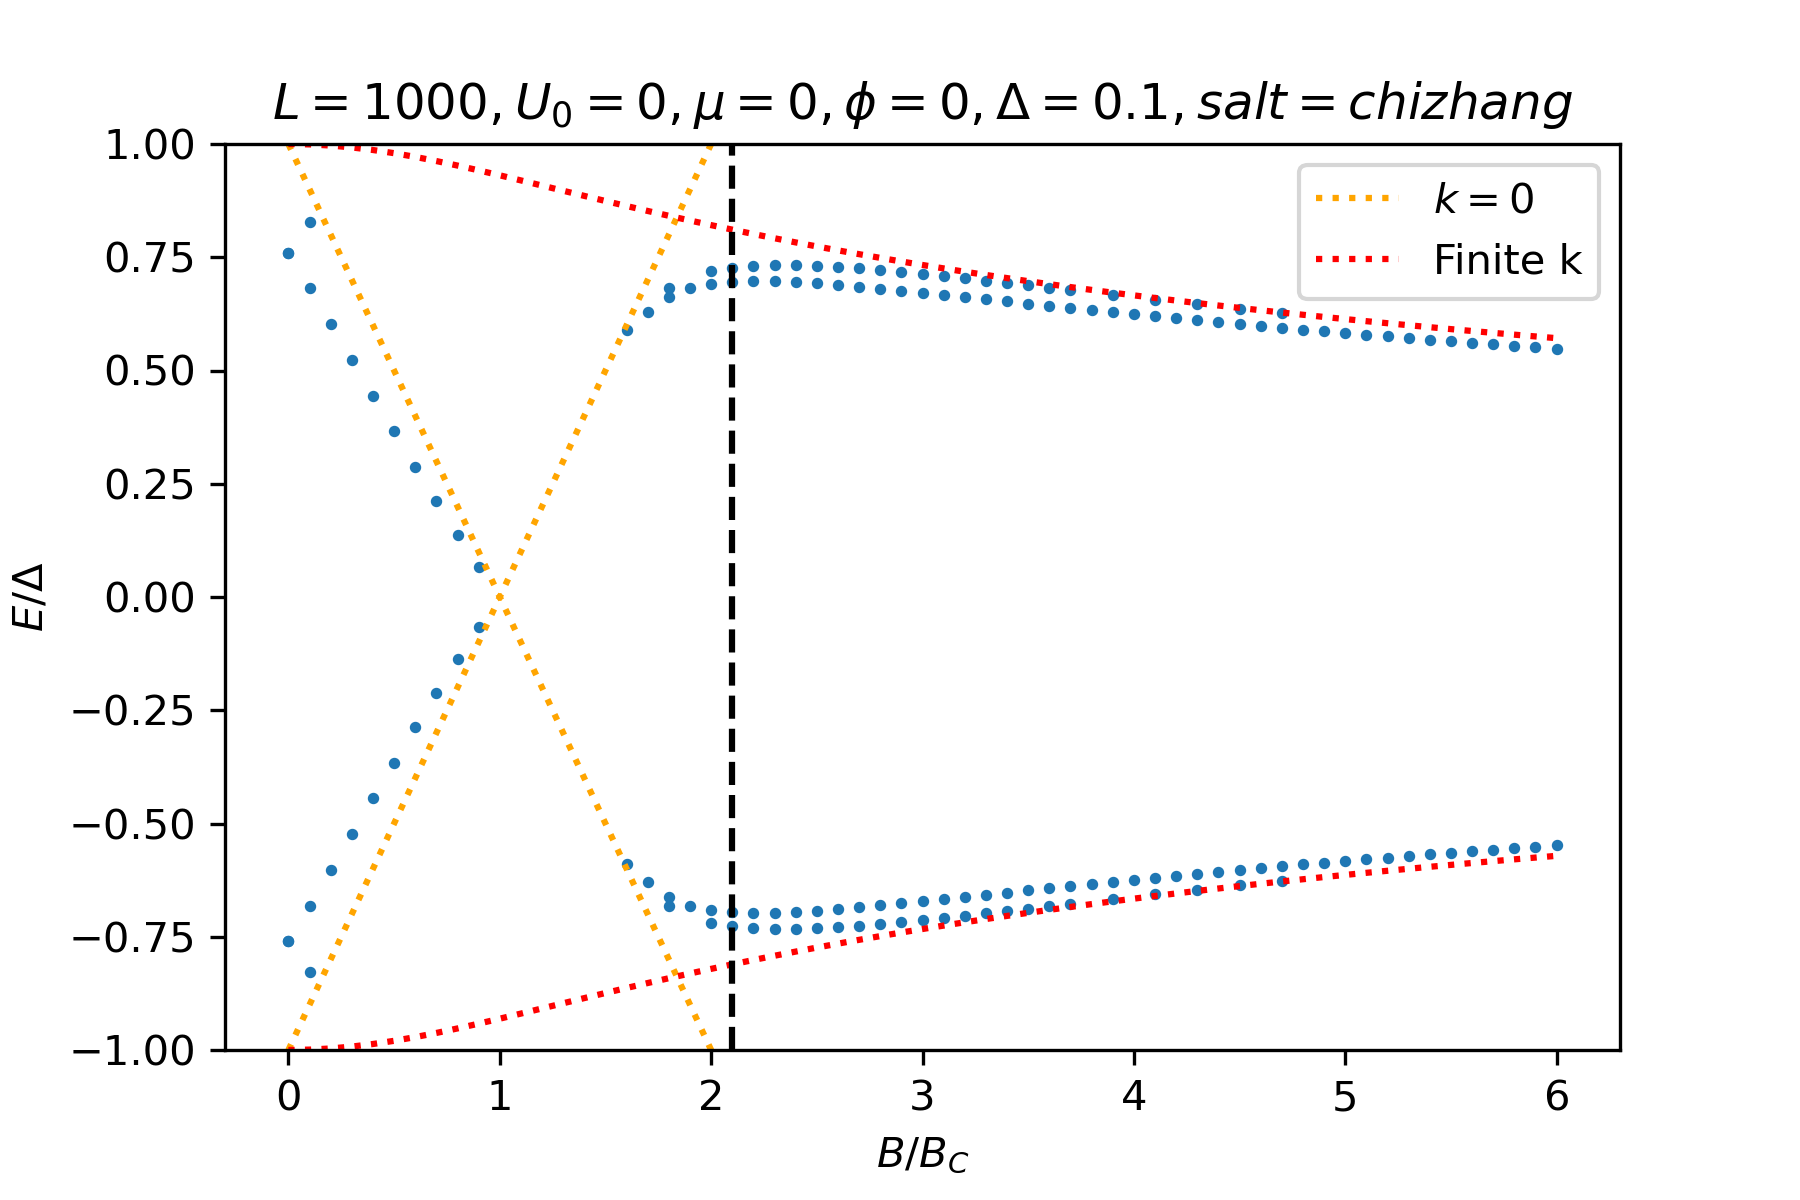 L = 1000, U₀ = 0, μ = 0, ϕ = 0, Δ = 0.1, salt = chizhang
1.00
0.75
0.50
0.25
0.00
−0.25
−0.50
−0.75
−1.00
E/Δ
k = 0
Finite k
0 1 2 3 4 5 6
B/B_C